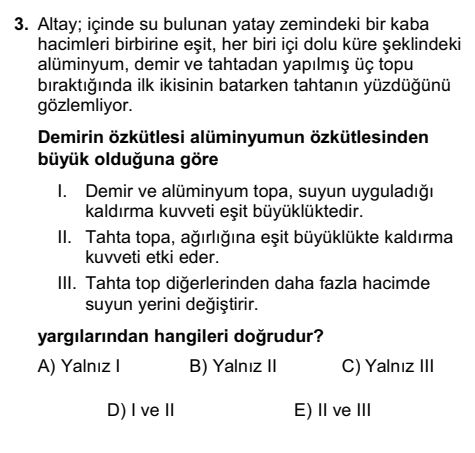 3. Altay; içinde su bulunan yatay zemindeki bir kaba
hacimleri birbirine eşit, her biri içi dolu küre şeklindeki
alüminyum, demir ve tahtadan yapılmış üç topu
bıraktığında ilk ikisinin batarken tahtanın yüzdüğünü
gözlemliyor.
Demirin özkütlesi alüminyumun özkütlesinden
büyük olduğuna göre
I. Demir ve alüminyum topa, suyun uyguladığı
kaldırma kuvveti eşit büyüklüktedir.
II. Tahta topa, ağırlığına eşit büyüklükte kaldırma
kuvveti etki eder.
III. Tahta top diğerlerinden daha fazla hacimde
suyun yerini değiştirir.
yargılarından hangileri doğrudur?
A) Yalnız I B) Yalnız II C) Yalnız III
D) I ve II E) II ve III